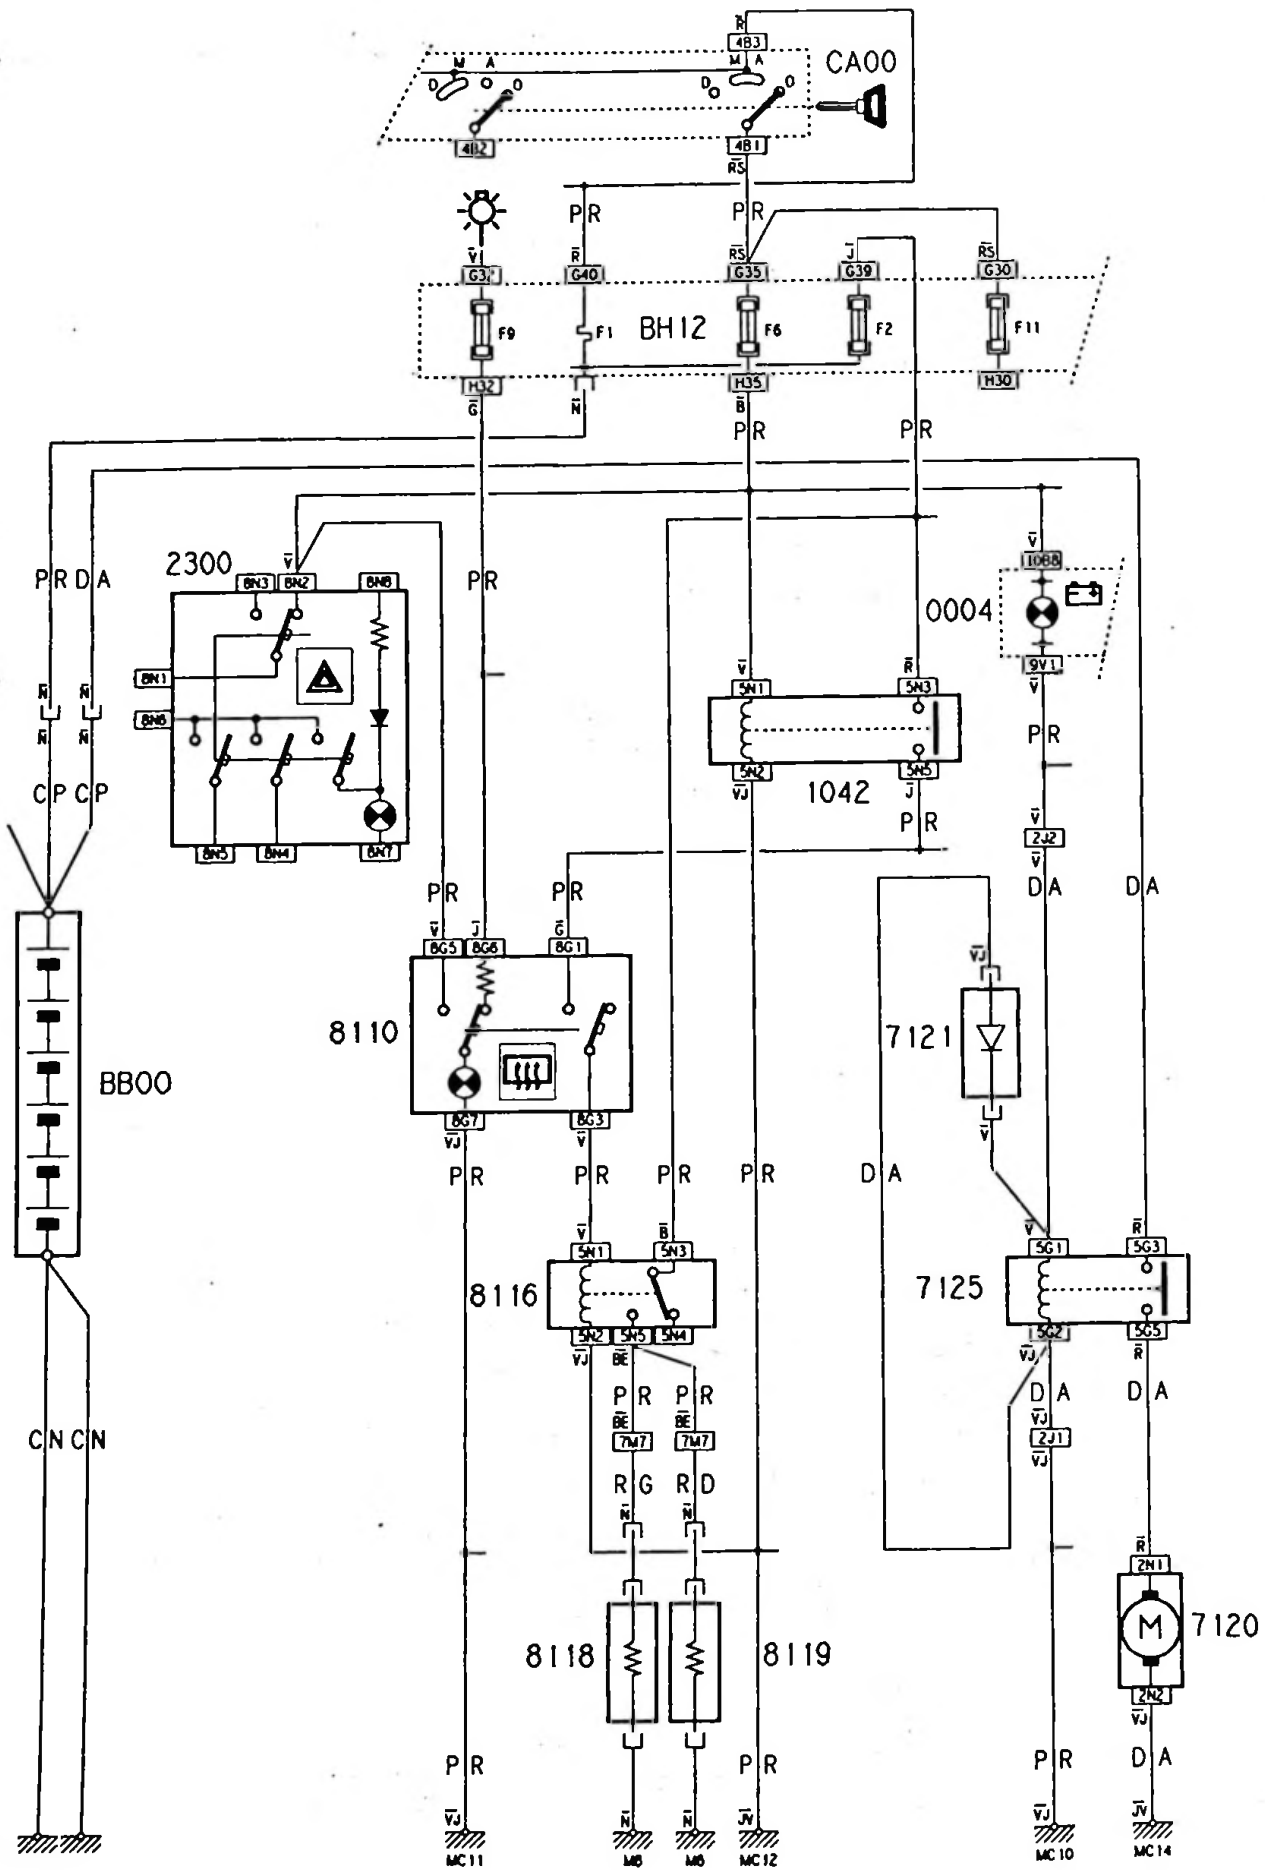 R
4B3
CA00
M A M A
D O D O
4B2 4B1
RS
PR PR
V R RS J RS
G32 G40 G35 G39 G30
F9 F1 BH12 F6 F2 F11
H32 H35 H30
G N B
PR PR
2300 V V
8N3 8N2 8N8 10B8
PR DA PR 0004
8N1 9V1
V R V
5N1 5N3
N N PR
8N6
N N
5N2 5N5
CP CP VJ 1042 J V
PR 2J2
V
8N5 8N4 8N7
PR PR DA DA
V J G
8G5 8G6 8G1 VJ
8110 7121
BB00
8G7 8G3
VJ V V
PR PR PR PR DA
V B V R
5N1 5N3 5G1 5G3
8116 7125
5N2 5N5 5N4 5G2 5G5
VJ BE VJ R
PR PR DA DA
BE BE VJ
7M7 7M7 2J1
CN CN VJ
RG RD
N N
R
2N1
8118 8119 M 7120
2N2
VJ
PR PR PR DA
VJ N N JV VJ JV
MC11 M6 M6 MC12 MC10 MC14